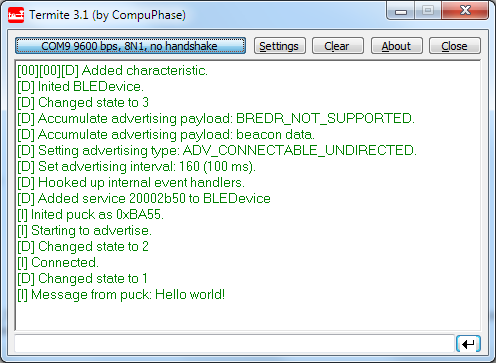 Termite 3.1 (by CompuPhase)
COM9 9600 bps, 8N1, no handshake Settings Clear About Close
[00][00][D] Added characteristic.
[D] Inited BLEDevice.
[D] Changed state to 3
[D] Accumulate advertising payload: BREDR_NOT_SUPPORTED.
[D] Accumulate advertising payload: beacon data.
[D] Setting advertising type: ADV_CONNECTABLE_UNDIRECTED.
[D] Set advertising interval: 160 (100 ms).
[D] Hooked up internal event handlers.
[D] Added service 20002b50 to BLEDevice
[I] Inited puck as 0xBA55.
[I] Starting to advertise.
[D] Changed state to 2
[I] Connected.
[D] Changed state to 1
[I] Message from puck: Hello world!